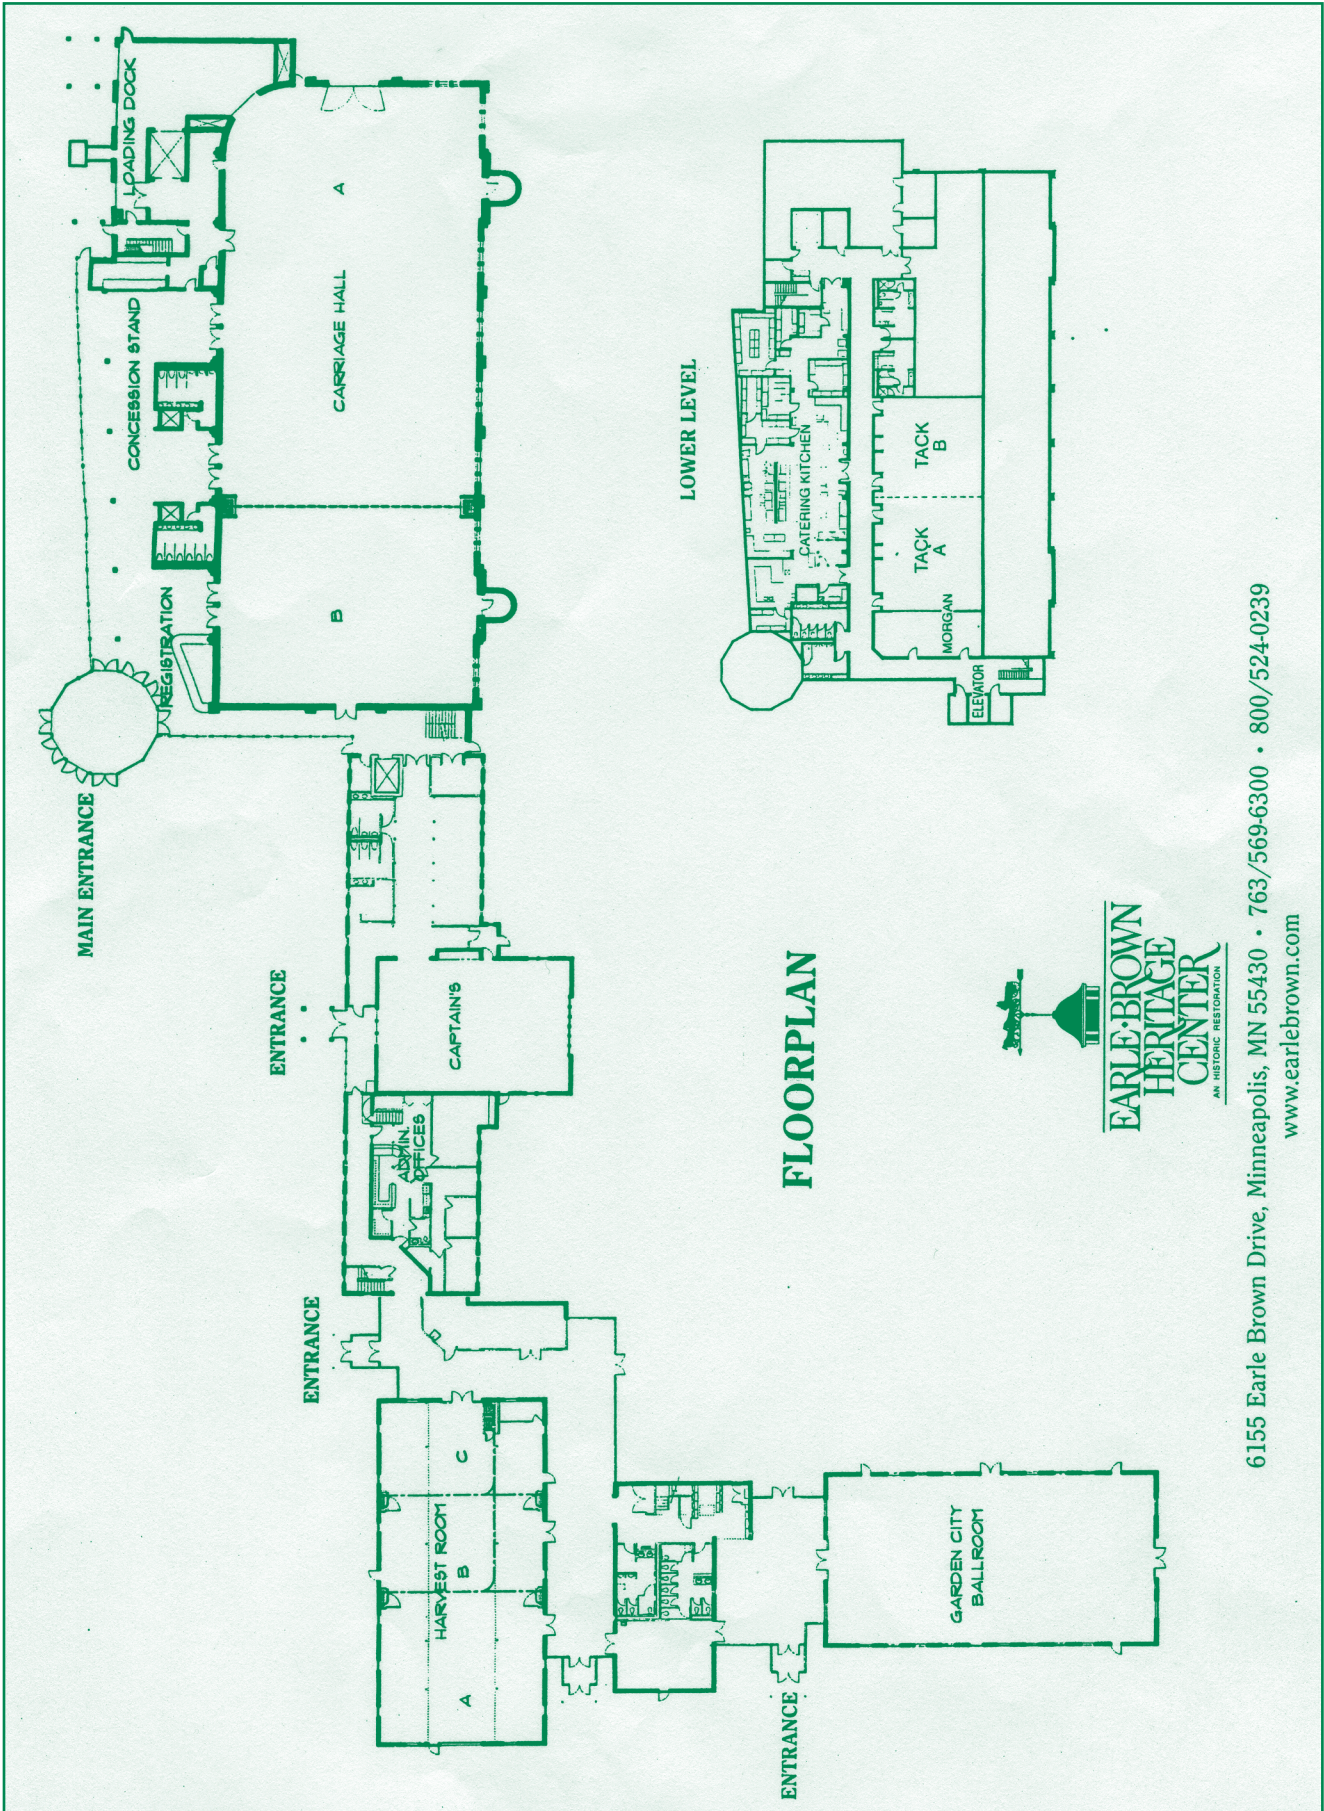 LOADING DOCK
CONCESSION STAND
REGISTRATION
A
CARRIAGE HALL
B
MAIN ENTRANCE
ENTRANCE
CAPTAIN'S
ADMIN.
OFFICES
ENTRANCE
C
HARVEST ROOM
B
A
ENTRANCE
GARDEN CITY
BALLROOM
LOWER LEVEL
CATERING KITCHEN
TACK
B
TACK
A
MORGAN
ELEVATOR
FLOORPLAN
EARLE·BROWN
HERITAGE
CENTER
AN HISTORIC RESTORATION
6155 Earle Brown Drive, Minneapolis, MN 55430 • 763/569-6300 • 800/524-0239
www.earlebrown.com